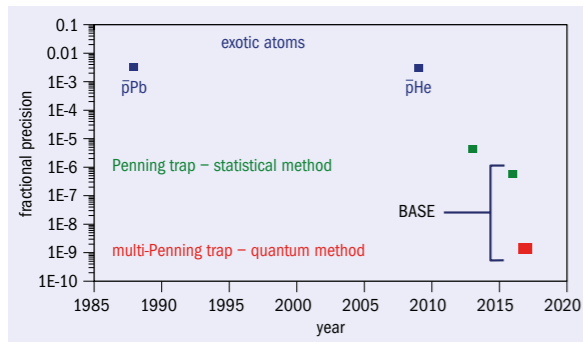 0.1
exotic atoms
0.01
1E-3
p̄Pb
p̄He
1E-4
1E-5
1E-6
Penning trap – statistical method
1E-7
1E-8
BASE
1E-9
multi-Penning trap – quantum method
1E-10
fractional precision
1985 1990 1995 2000 2005 2010 2015 2020
year